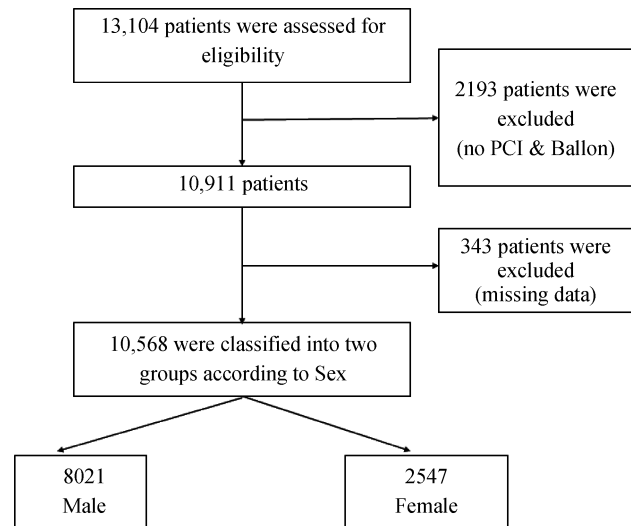 13,104 patients were assessed for
eligibility
2193 patients were
excluded
(no PCI & Ballon)
10,911 patients
343 patients were
excluded
(missing data)
10,568 were classified into two
groups according to Sex
8021
Male
2547
Female